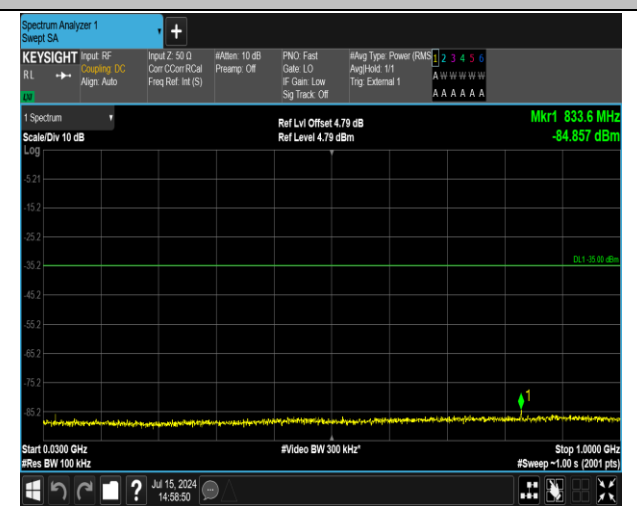 Spectrum Analyzer 1
Swept SA
+
KEYSIGHT Input: RF Input Z: 50 Ω #Atten: 10 dB PNO: Fast #Avg Type: Power (RMS 1 2 3 4 5 6
RL Coupling: DC Corr CCorr RCal Preamp: Off Gate: LO Avg|Hold: 1/1 A W W W W W
Align: Auto Freq Ref: Int (S) IF Gain: Low Trig: External 1
Sig Track: Off A A A A A A
1 Spectrum Ref Lvl Offset 4.79 dB Mkr1 833.6 MHz
Scale/Div 10 dB Ref Level 4.79 dBm -84.857 dBm
Log
-5.21
-15.2
-25.2
DL1 -35.00 dBm
-35.2
-45.2
-55.2
-65.2
-75.2
1
-85.2
Start 0.0300 GHz #Video BW 300 kHz* Stop 1.0000 GHz
#Res BW 100 kHz #Sweep ~1.00 s (2001 pts)
? Jul 15, 2024
14:58:50